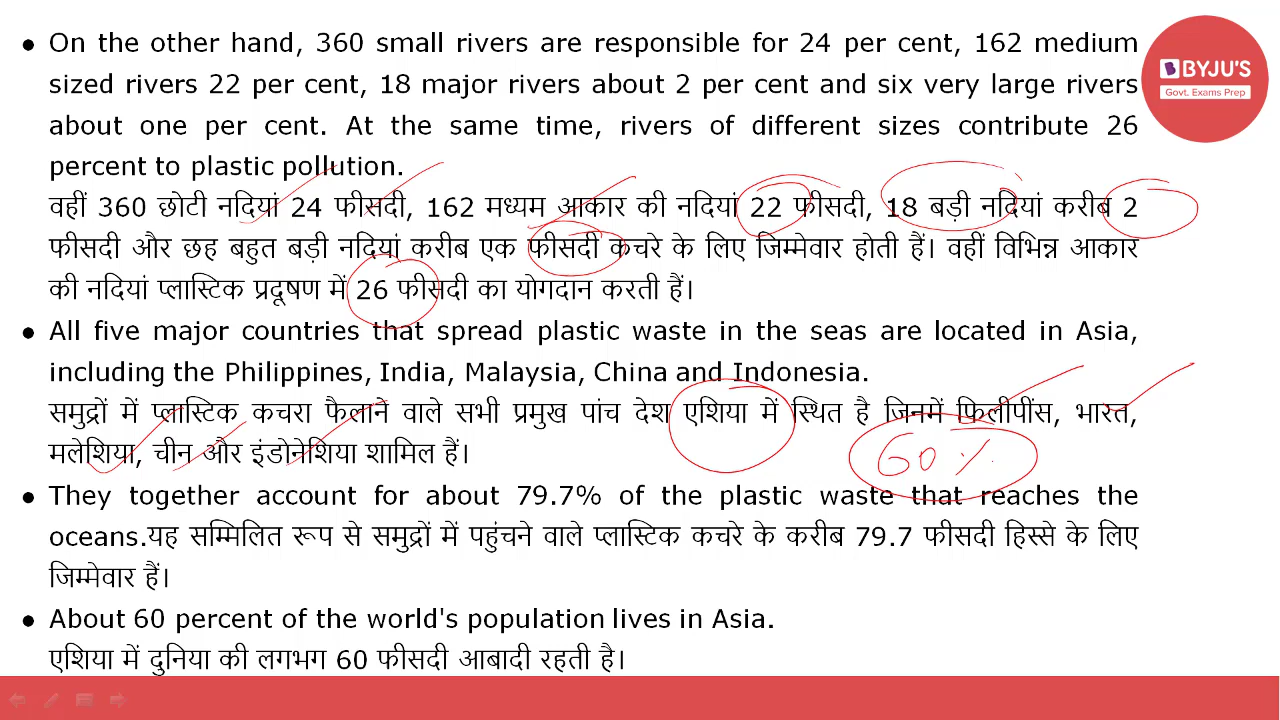 • On the other hand, 360 small rivers are responsible for 24 per cent, 162 medium
sized rivers 22 per cent, 18 major rivers about 2 per cent and six very large rivers
about one per cent. At the same time, rivers of different sizes contribute 26
percent to plastic pollution.
वहीं 360 छोटी नदियां 24 फीसदी, 162 मध्यम आकार की नदियां 22 फीसदी, 18 बड़ी नदियां करीब 2
फीसदी और छह बहुत बड़ी नदियां करीब एक फीसदी कचरे के लिए जिम्मेवार होती हैं। वहीं विभिन्न आकार
की नदियां प्लास्टिक प्रदूषण में 26 फीसदी का योगदान करती हैं।
• All five major countries that spread plastic waste in the seas are located in Asia,
including the Philippines, India, Malaysia, China and Indonesia.
समुद्रों में प्लास्टिक कचरा फैलाने वाले सभी प्रमुख पांच देश एशिया में स्थित है जिनमें फिलीपींस, भारत,
मलेशिया, चीन और इंडोनेशिया शामिल हैं।
60 %
• They together account for about 79.7% of the plastic waste that reaches the
oceans.यह सम्मिलित रूप से समुद्रों में पहुंचने वाले प्लास्टिक कचरे के करीब 79.7 फीसदी हिस्से के लिए
जिम्मेवार हैं।
• About 60 percent of the world's population lives in Asia.
एशिया में दुनिया की लगभग 60 फीसदी आबादी रहती है।
BYJU'S
Govt. Exams Prep